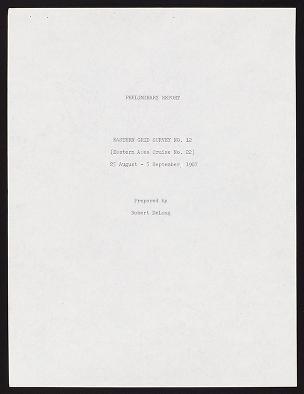 PRELIMINARY REPORT
EASTERN GRID SURVEY NO. 12
(Eastern Area Cruise No. 22)
25 August - 5 September, 1967
Prepared by
Robert DeLong